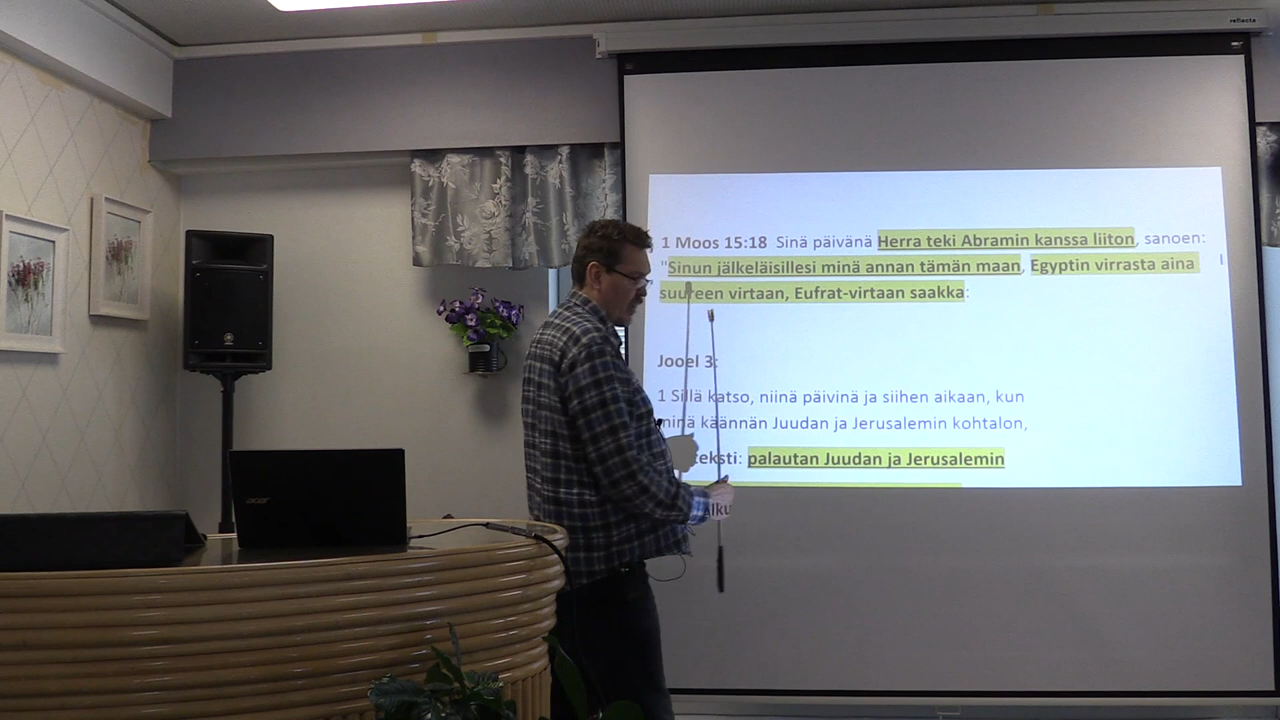 reflecta
1 Moos 15:18 Sinä päivänä Herra teki Abramin kanssa liiton, sanoen:
"Sinun jälkeläisillesi minä annan tämän maan, Egyptin virrasta aina
suureen virtaan, Eufrat-virtaan saakka:
Jooel 3:
1 Sillä katso, niinä päivinä ja siihen aikaan, kun
minä käännän Juudan ja Jerusalemin kohtalon,
teksti: palautan Juudan ja Jerusalemin
acer